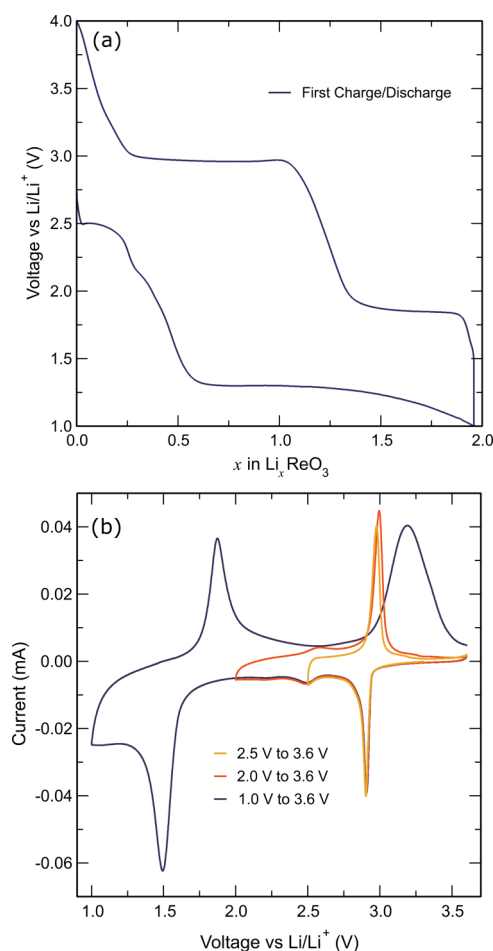 (a)
First Charge/Discharge
Voltage vs Li/Li⁺ (V)
4.0
3.5
3.0
2.5
2.0
1.5
1.0
0.0
0.5
1.0
1.5
2.0
x in LiₓReO₃
(b)
Current (mA)
0.04
0.02
0.00
-0.02
-0.04
-0.06
2.5 V to 3.6 V
2.0 V to 3.6 V
1.0 V to 3.6 V
1.0
1.5
2.0
2.5
3.0
3.5
Voltage vs Li/Li⁺ (V)